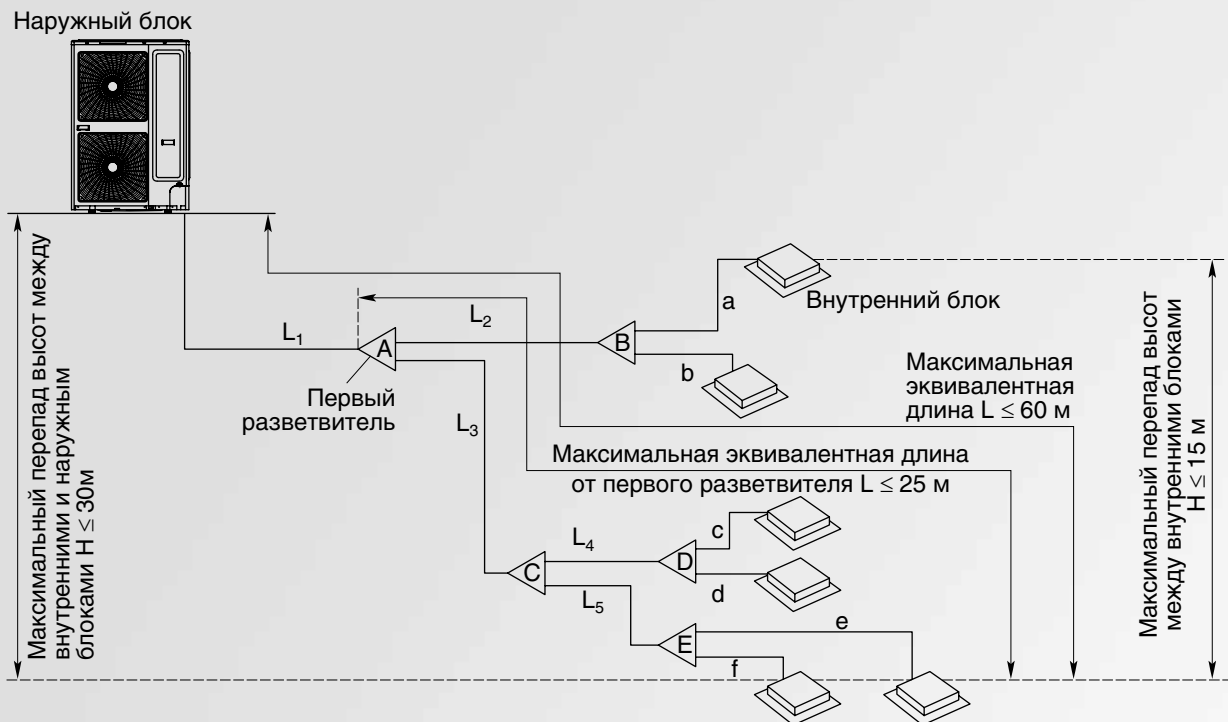 Наружный блок
Максимальный перепад высот между
внутренними и наружным
блоками H ≤ 30м
L₁
A
Первый
разветвитель
L₂
B
a
b
Внутренний блок
Максимальная
эквивалентная
длина L ≤ 60 м
L₃
Максимальная эквивалентная длина
от первого разветвителя L ≤ 25 м
C
L₄
D
c
d
L₅
E
e
f
Максимальный перепад высот
между внутренними блоками
H ≤ 15 м